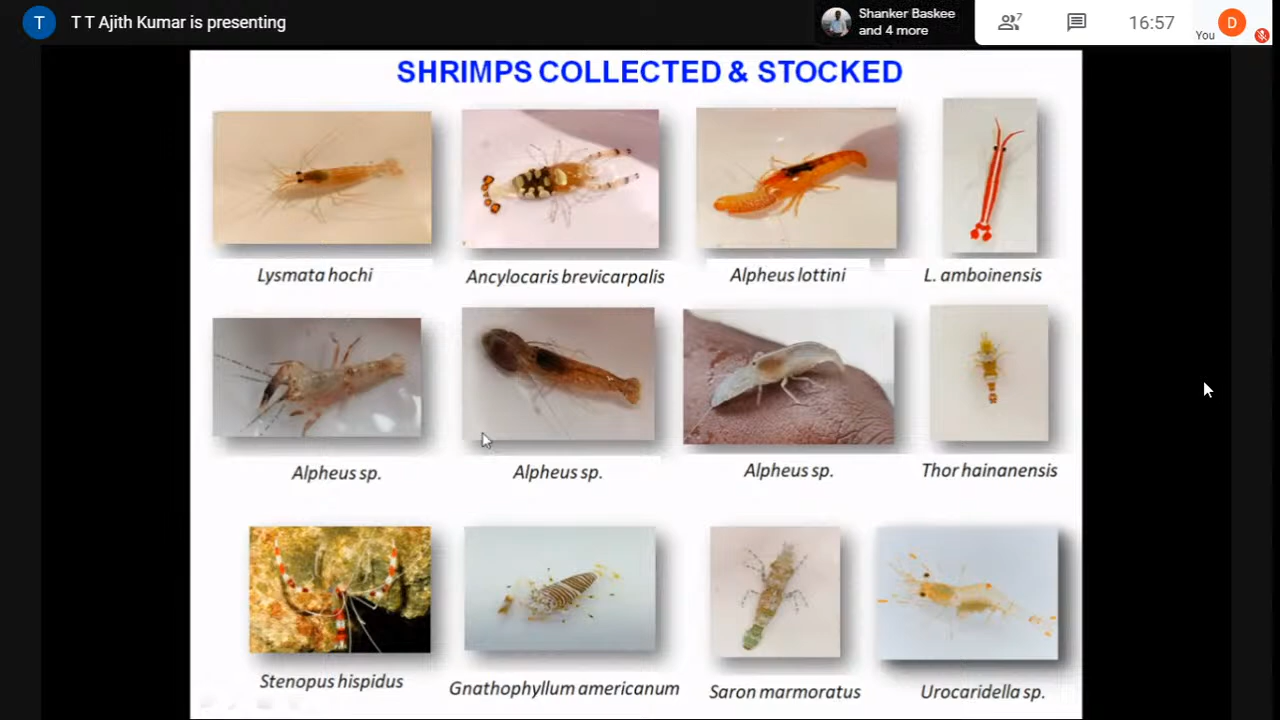 T
T T Ajith Kumar is presenting
Shanker Baskee
and 4 more
7
16:57
You
D
SHRIMPS COLLECTED & STOCKED
Lysmata hochi
Ancylocaris brevicarpalis
Alpheus lottini
L. amboinensis
Alpheus sp.
Alpheus sp.
Alpheus sp.
Thor hainanensis
Stenopus hispidus
Gnathophyllum americanum
Saron marmoratus
Urocaridella sp.